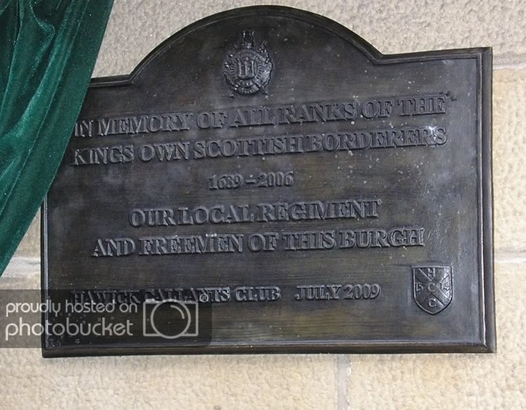 IN MEMORY OF ALL RANKS OF THE
KINGS OWN SCOTTISH BORDERERS
1689 - 2006
OUR LOCAL REGIMENT
AND FREEMEN OF THIS BURGH
HAWICK CALLANTS CLUB JULY 2009
H
C C
proudly hosted on
photobucket